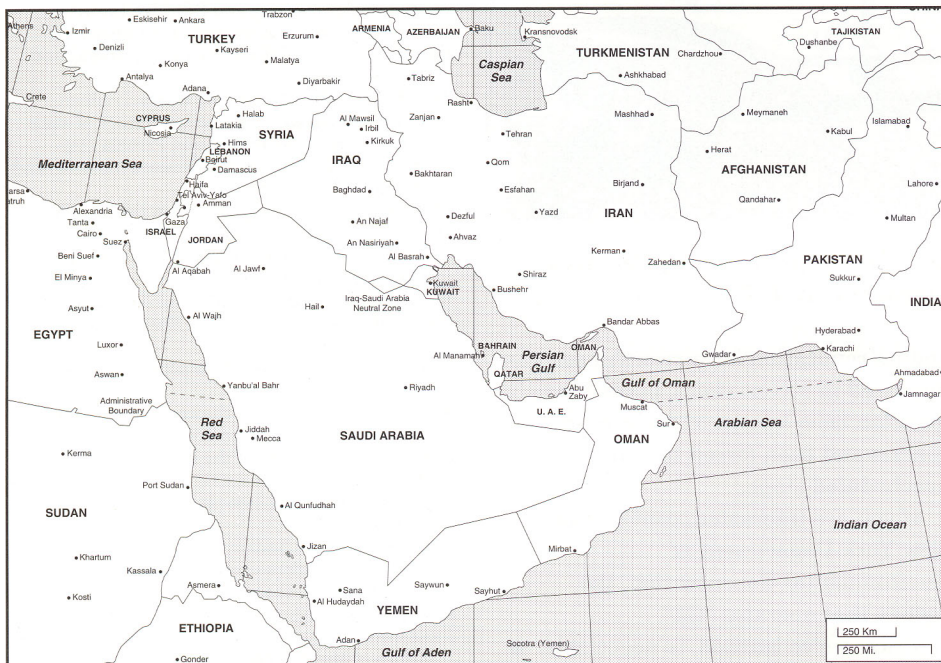 Athens
Izmir
Eskisehir
Ankara
Trabzon
Erzurum
ARMENIA
AZERBAIJAN
Baku
Kransnovodsk
TURKMENISTAN
Chardzhou
Dushanbe
TAJIKISTAN
Denizli
TURKEY
Kayseri
Konya
Malatya
Antalya
Adana
Diyarbakir
Tabriz
Caspian
Sea
Ashkhabad
Crete
CYPRUS
Nicosia
Latakia
Halab
SYRIA
Hims
LEBANON
Beirut
Damascus
Al Mawsil
Irbil
Kirkuk
IRAQ
Zanjan
Rasht
Tehran
Mashhad
Meymaneh
Kabul
Islamabad
Herat
AFGHANISTAN
Mediterranean Sea
Haifa
Tel Aviv-Yafo
Amman
Baghdad
Bakhtaran
Qom
Esfahan
Birjand
Qandahar
Lahore
arsa
atruh
Alexandria
Tanta
Cairo
Suez
Gaza
ISRAEL
JORDAN
An Najaf
An Nasiriyah
Dezful
Ahvaz
Yazd
IRAN
Multan
Beni Suef
El Minya
Al Aqabah
Al Jawf
Al Basrah
Kerman
Zahedan
PAKISTAN
Sukkur
Kuwait
KUWAIT
Shiraz
Bushehr
INDIA
Asyut
Al Wajh
Hail
Iraq-Saudi Arabia
Neutral Zone
Bandar Abbas
Hyderabad
EGYPT
Luxor
BAHRAIN
Al Manamah
QATAR
Persian
Gulf
OMAN
Gwadar
Karachi
Aswan
Yanbu'al Bahr
Riyadh
Abu
Zaby
Gulf of Oman
Ahmadabad
Jamnagar
Administrative
Boundary
U. A. E.
Muscat
Red
Sea
Jiddah
Mecca
SAUDI ARABIA
OMAN
Sur
Arabian Sea
Kerma
Port Sudan
Al Qunfudhah
SUDAN
Indian Ocean
Khartum
Jizan
Mirbat
Kassala
Asmera
Sana
Saywun
Sayhut
Kosti
Al Hudaydah
YEMEN
ETHIOPIA
Adan
Gonder
Gulf of Aden
Socotra (Yemen)
250 Km
250 Mi.